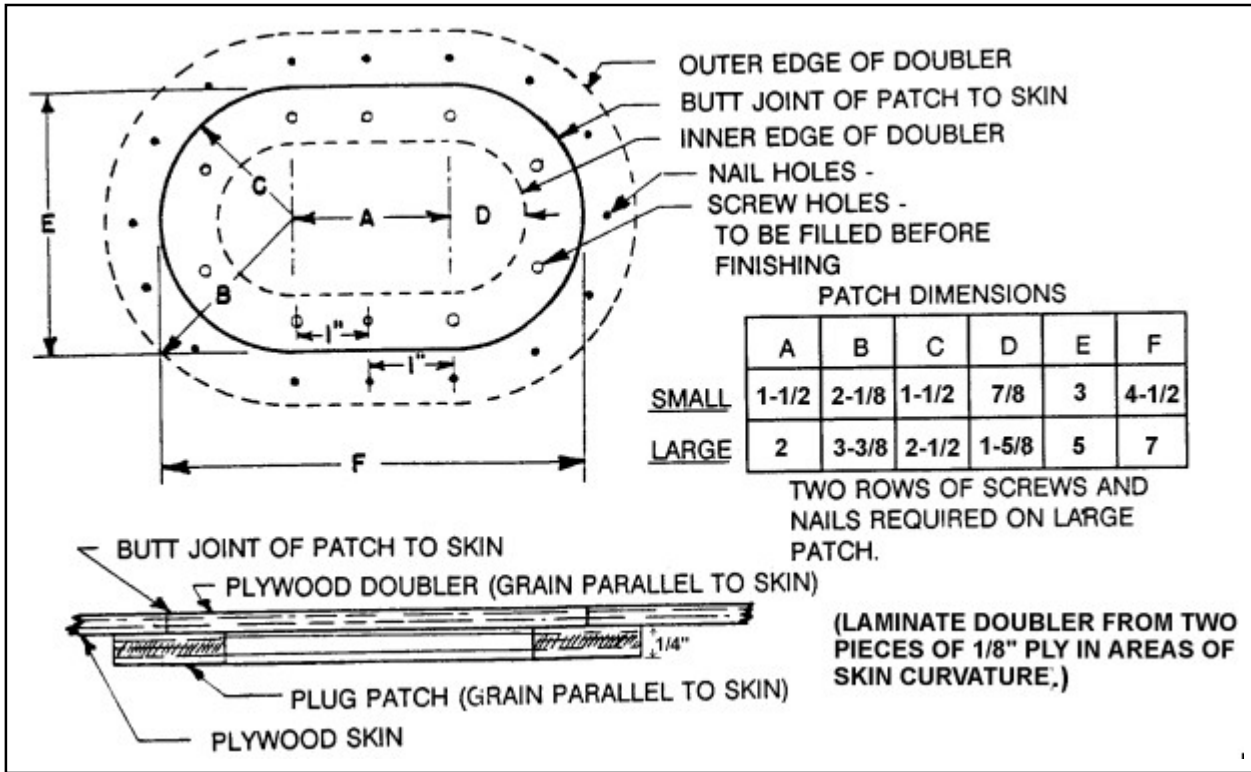 OUTER EDGE OF DOUBLER
BUTT JOINT OF PATCH TO SKIN
INNER EDGE OF DOUBLER
NAIL HOLES -
SCREW HOLES -
TO BE FILLED BEFORE
FINISHING
E
C
A
D
B
1"
1"
F
PATCH DIMENSIONS
A B C D E F
SMALL 1-1/2 2-1/8 1-1/2 7/8 3 4-1/2
LARGE 2 3-3/8 2-1/2 1-5/8 5 7
TWO ROWS OF SCREWS AND
NAILS REQUIRED ON LARGE
PATCH.
BUTT JOINT OF PATCH TO SKIN
PLYWOOD DOUBLER (GRAIN PARALLEL TO SKIN)
1/4"
PLUG PATCH (GRAIN PARALLEL TO SKIN)
PLYWOOD SKIN
(LAMINATE DOUBLER FROM TWO
PIECES OF 1/8" PLY IN AREAS OF
SKIN CURVATURE.)